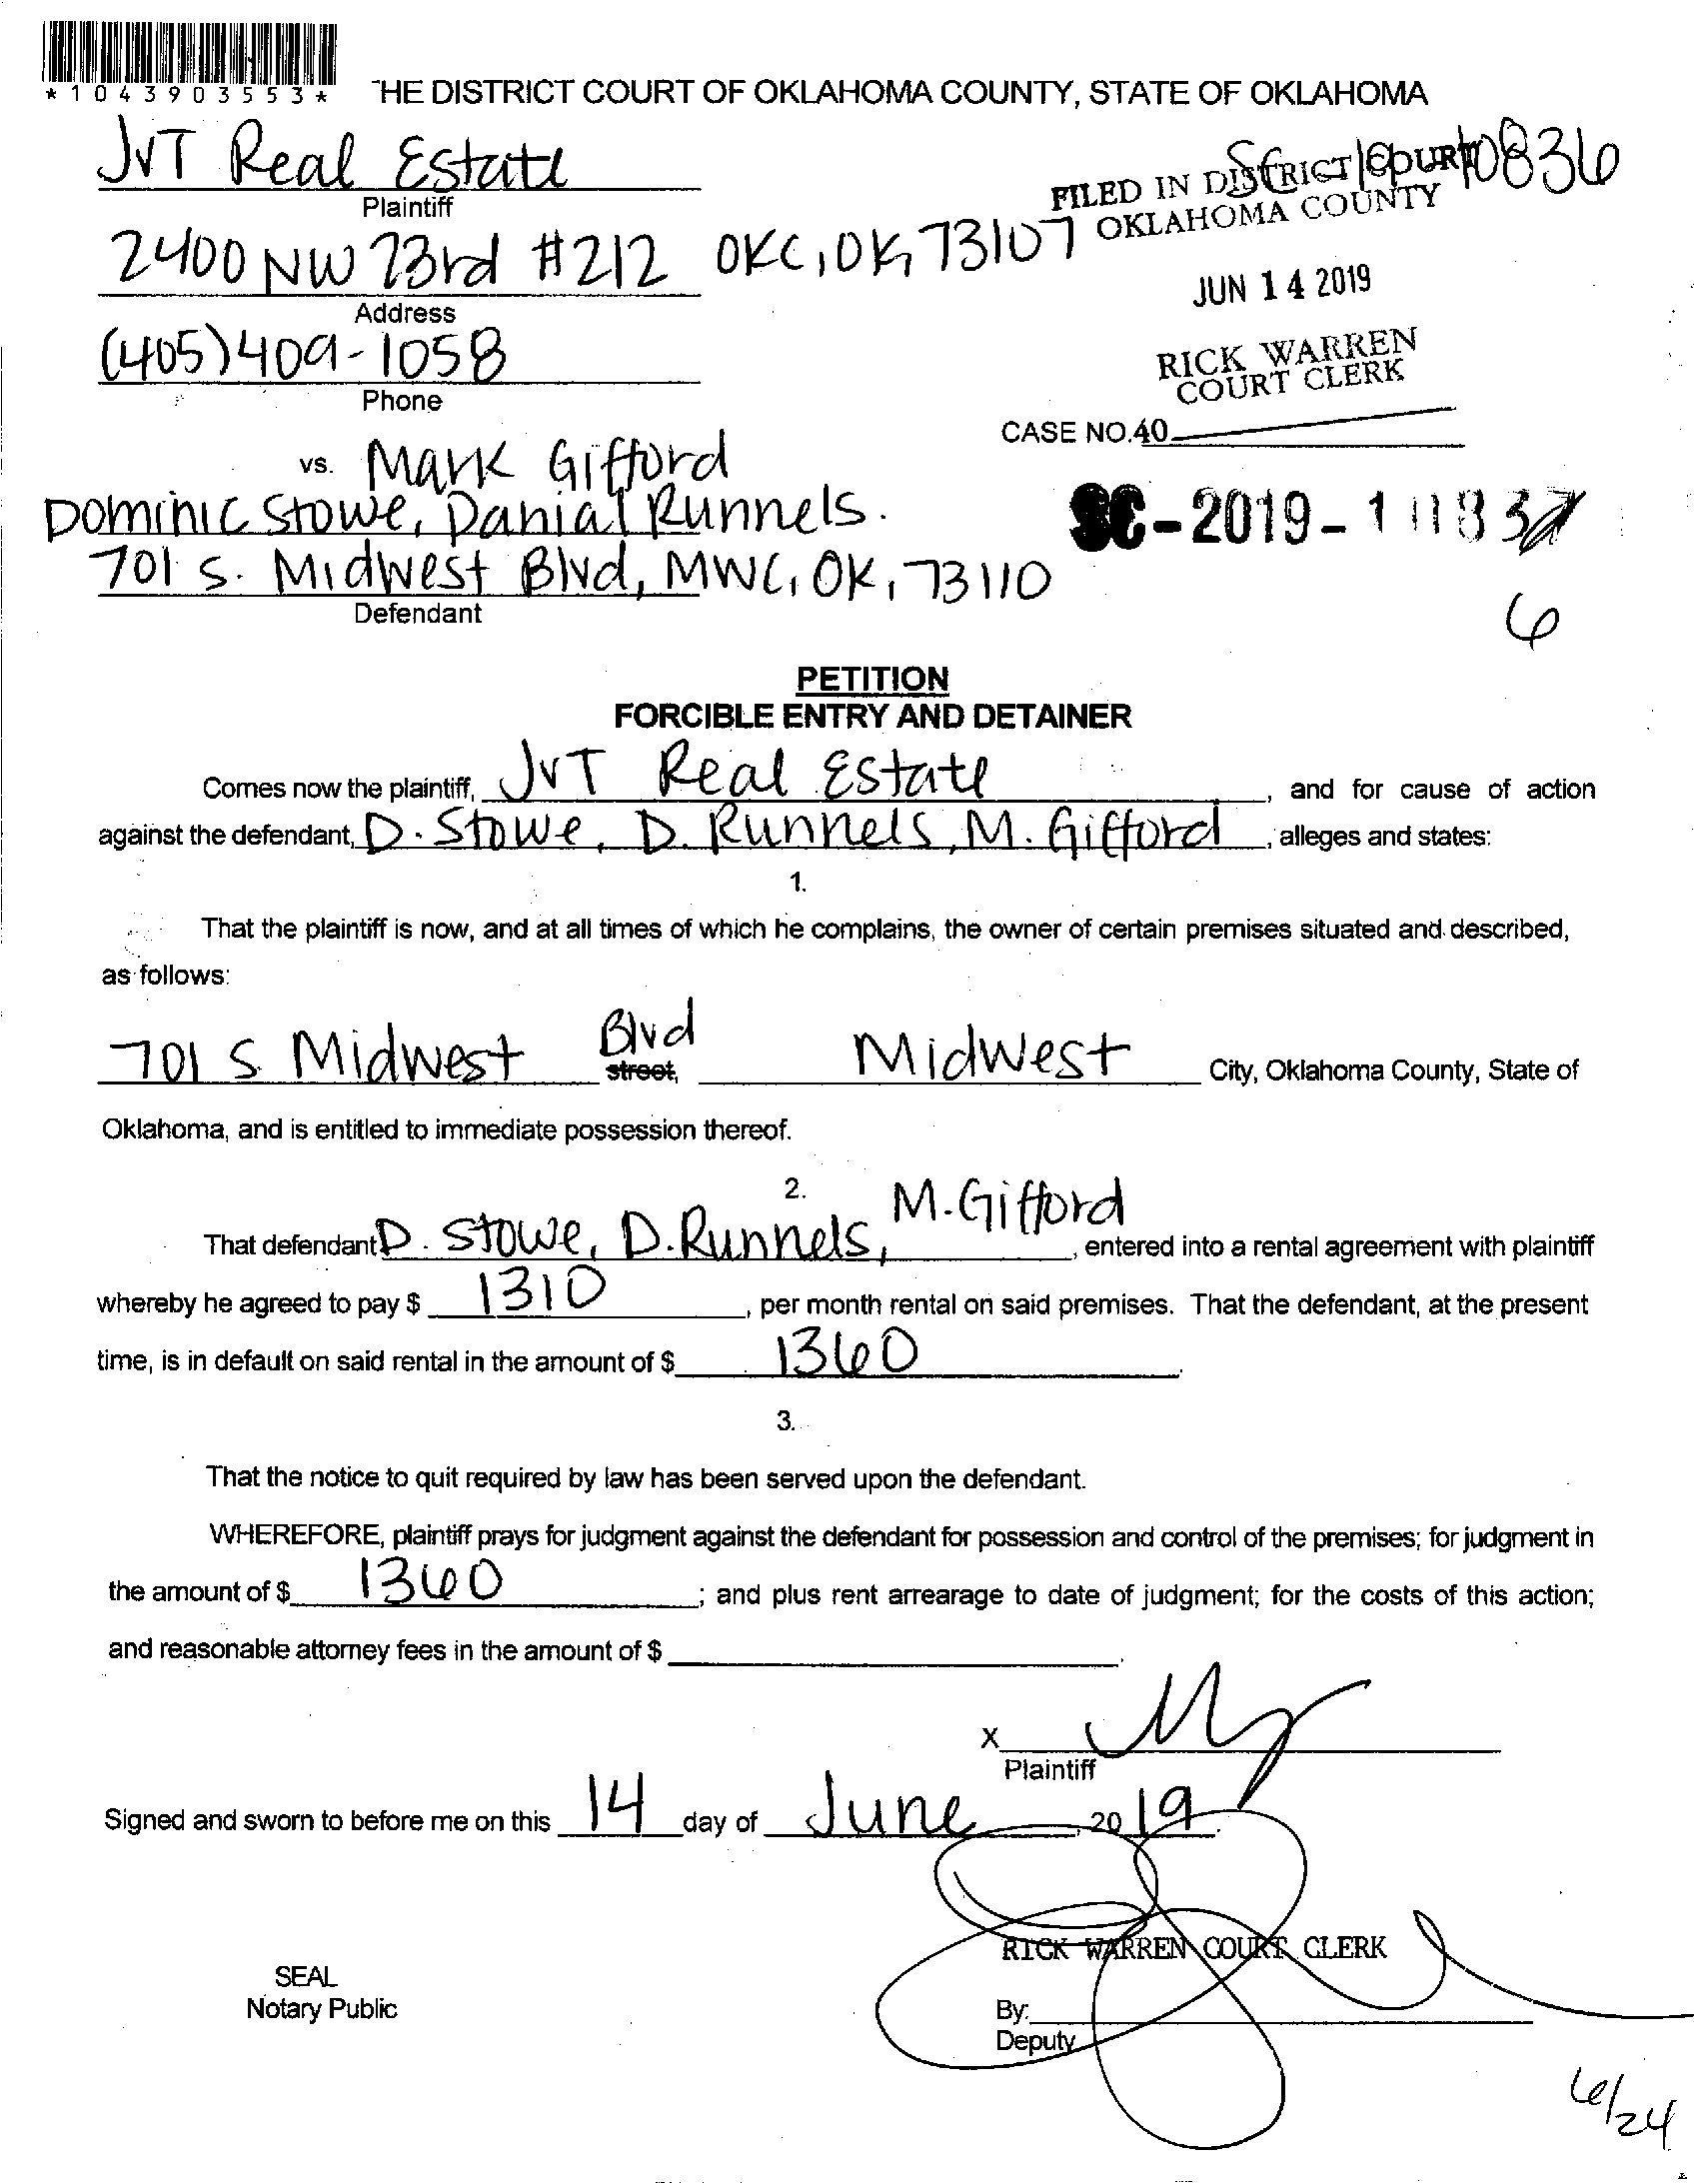 *1043903553*
THE DISTRICT COURT OF OKLAHOMA COUNTY, STATE OF OKLAHOMA
JVT Real Estate
Plaintiff
FILED IN DISTRICT COURT
OKLAHOMA COUNTY
10836
2400 NW 23rd #212 OKC, OK, 73107
Address
JUN 14 2019
(405)409-1058
Phone
RICK WARREN
COURT CLERK
CASE NO.40
vs. Mark Gifford
Dominic Stowe, Danial Runnels.
SC-2019-
6
701 S. Midwest Blvd, MWC, OK, 73110
Defendant
PETITION
FORCIBLE ENTRY AND DETAINER
Comes now the plaintiff, JVT Real Estate, and for cause of action
against the defendant, D. Stowe, D. Runnels, M. Gifford, alleges and states:
1.
That the plaintiff is now, and at all times of which he complains, the owner of certain premises situated and described,
as follows:
701 S Midwest Blvd street, Midwest City, Oklahoma County, State of
Oklahoma, and is entitled to immediate possession thereof.
2.
That defendant D. Stowe, D. Runnels, M. Gifford, entered into a rental agreement with plaintiff
whereby he agreed to pay $ 1310, per month rental on said premises. That the defendant, at the present
time, is in default on said rental in the amount of $ 1360.
3.
That the notice to quit required by law has been served upon the defendant.
WHEREFORE, plaintiff prays for judgment against the defendant for possession and control of the premises; for judgment in
the amount of $ 1360; and plus rent arrearage to date of judgment; for the costs of this action;
and reasonable attorney fees in the amount of $
X
Plaintiff
Signed and sworn to before me on this 14 day of June, 2019.
RICK WARREN COURT CLERK
SEAL
Notary Public
By:
Deputy
6/24